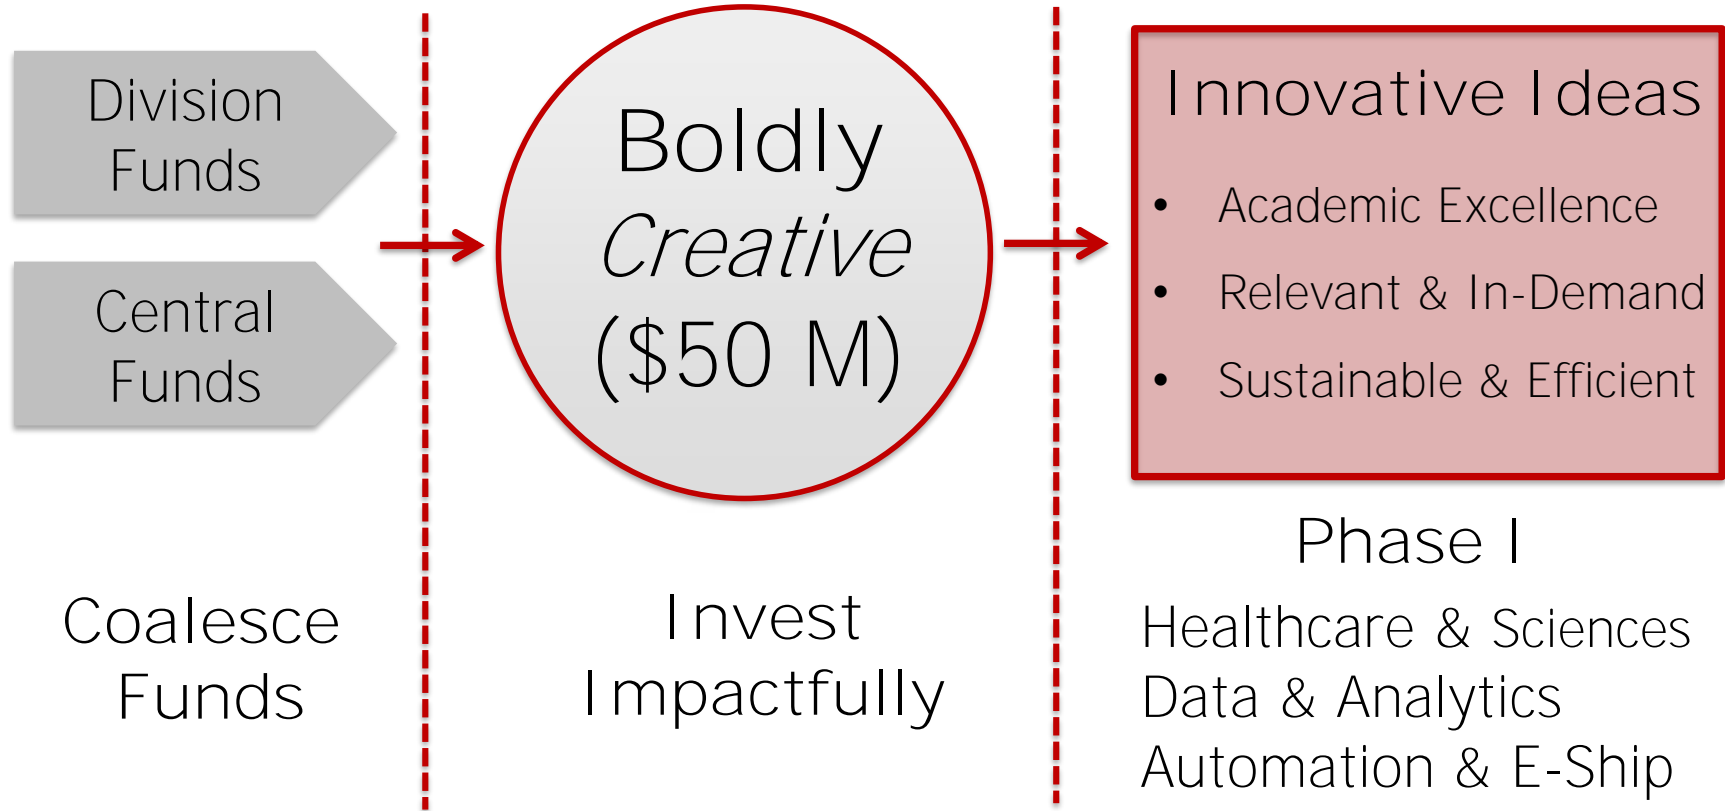 Division
Funds
Central
Funds
Coalesce
Funds
Boldly
Creative
($50 M)
Invest
Impactfully
Innovative Ideas
• Academic Excellence
• Relevant & In-Demand
• Sustainable & Efficient
Phase I
Healthcare & Sciences
Data & Analytics
Automation & E-Ship